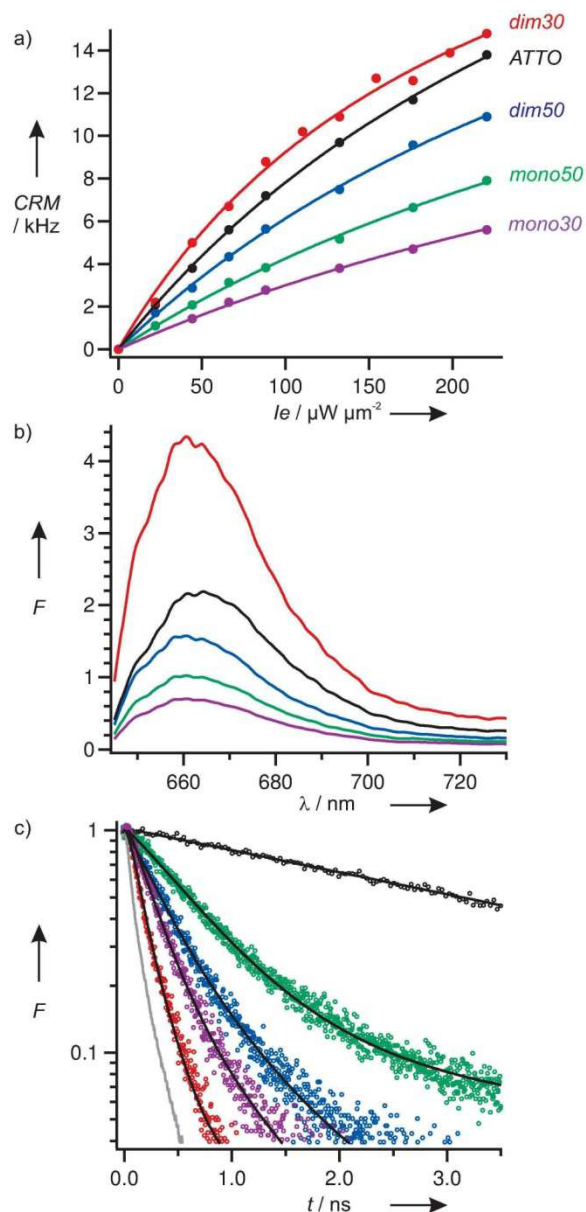 a)
dim30
ATTO
dim50
mono50
mono30
CRM
/ kHz
14
12
10
8
6
4
2
0
0 50 100 150 200
Ie / µW µm⁻²
b)
F
4
3
2
1
0
660 680 700 720
λ / nm
c)
F
1
0.1
0.0 1.0 2.0 3.0
t / ns